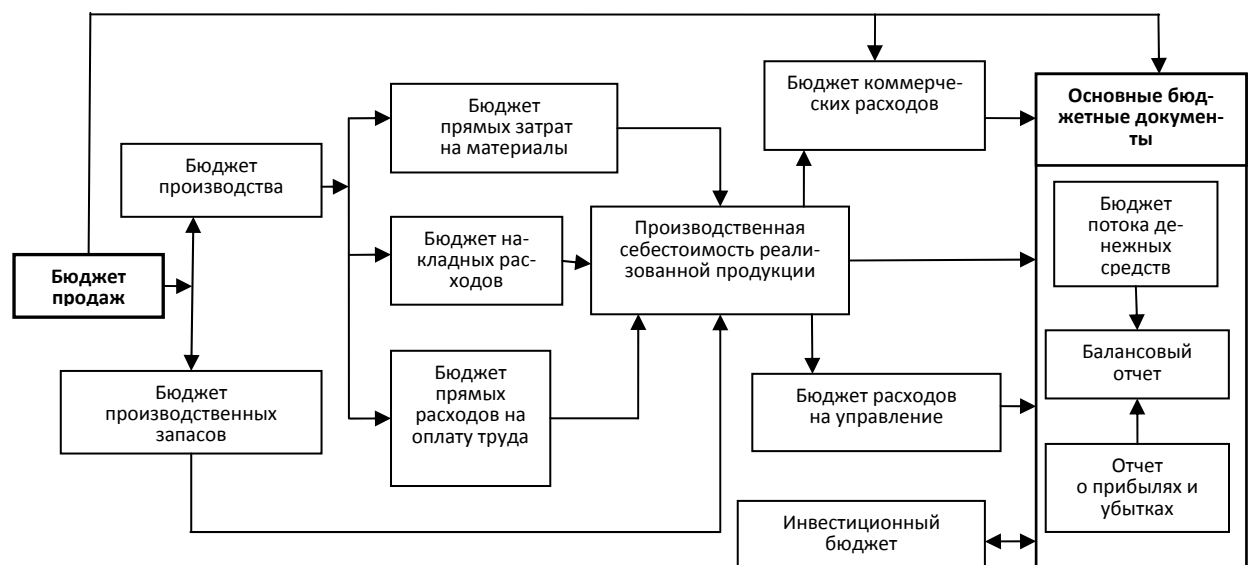 Бюджет коммерче-
ских расходов
Основные бюд-
жетные докумен-
ты
Бюджет
прямых затрат
на материалы
Бюджет
производства
Бюджет
потока де-
нежных
средств
Производственная
себестоимость реали-
зованной продукции
Бюджет на-
кладных рас-
ходов
Бюджет
продаж
Балансовый
отчет
Бюджет
прямых
расходов на
оплату труда
Бюджет
производственных
запасов
Бюджет расходов
на управление
Отчет
о прибылях и
убытках
Инвестиционный
бюджет